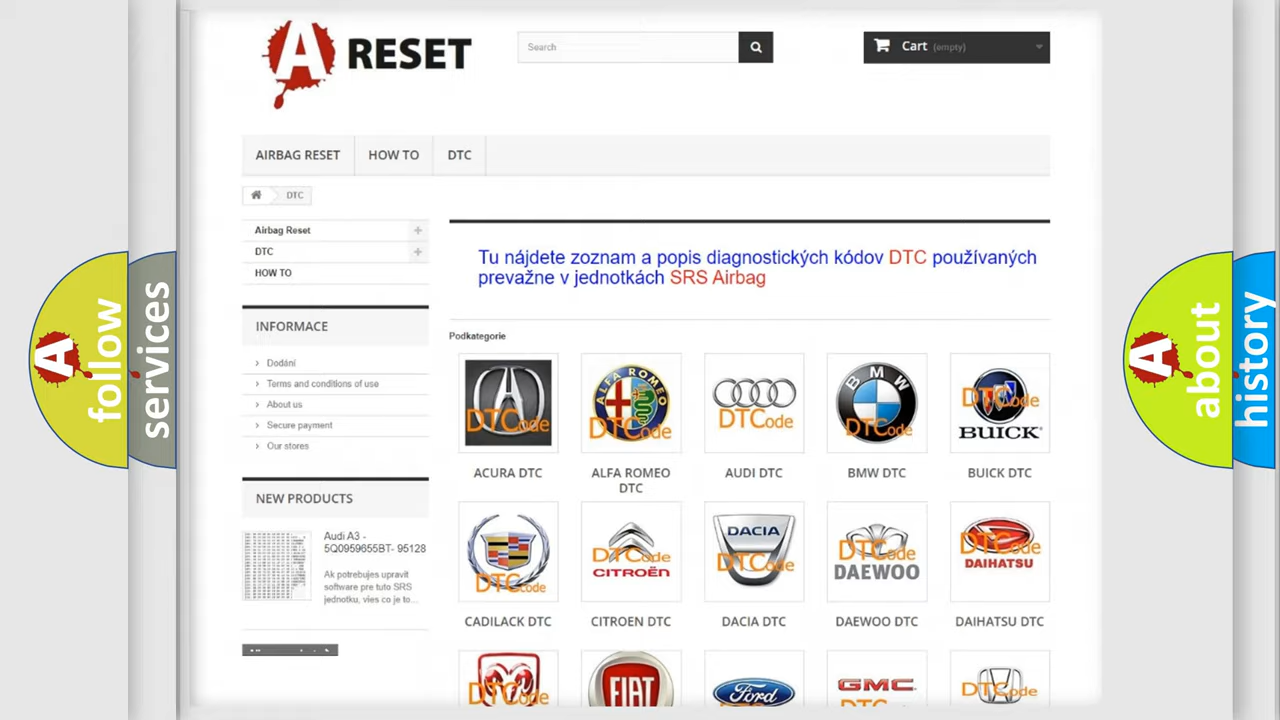 A RESET
Search
Cart (empty)
AIRBAG RESET
HOW TO
DTC
DTC
Airbag Reset
DTC
HOW TO
INFORMACE
Dodání
Terms and conditions of use
About us
Secure payment
Our stores
NEW PRODUCTS
Audi A3 -
5Q0959655BT- 95128
Ak potrebujes upravit
software pre tuto SRS
jednotku, vies co je to...
Tu nájdete zoznam a popis diagnostických kódov DTC používaných
prevažne v jednotkách SRS Airbag
Podkategorie
DTCode
ALFA ROMEO
DTCode
DTCode
BMW
DTCode
DTCode
BUICK
ACURA DTC
ALFA ROMEO
DTC
AUDI DTC
BMW DTC
BUICK DTC
DTCode
DTCode
CITROËN
DACIA
DTCode
DTCode
DAEWOO
DTCode
DAIHATSU
CADILACK DTC
CITROEN DTC
DACIA DTC
DAEWOO DTC
DAIHATSU DTC
DTCode
FIAT
Ford
GMC
DTCode
A follow
services
A about
history